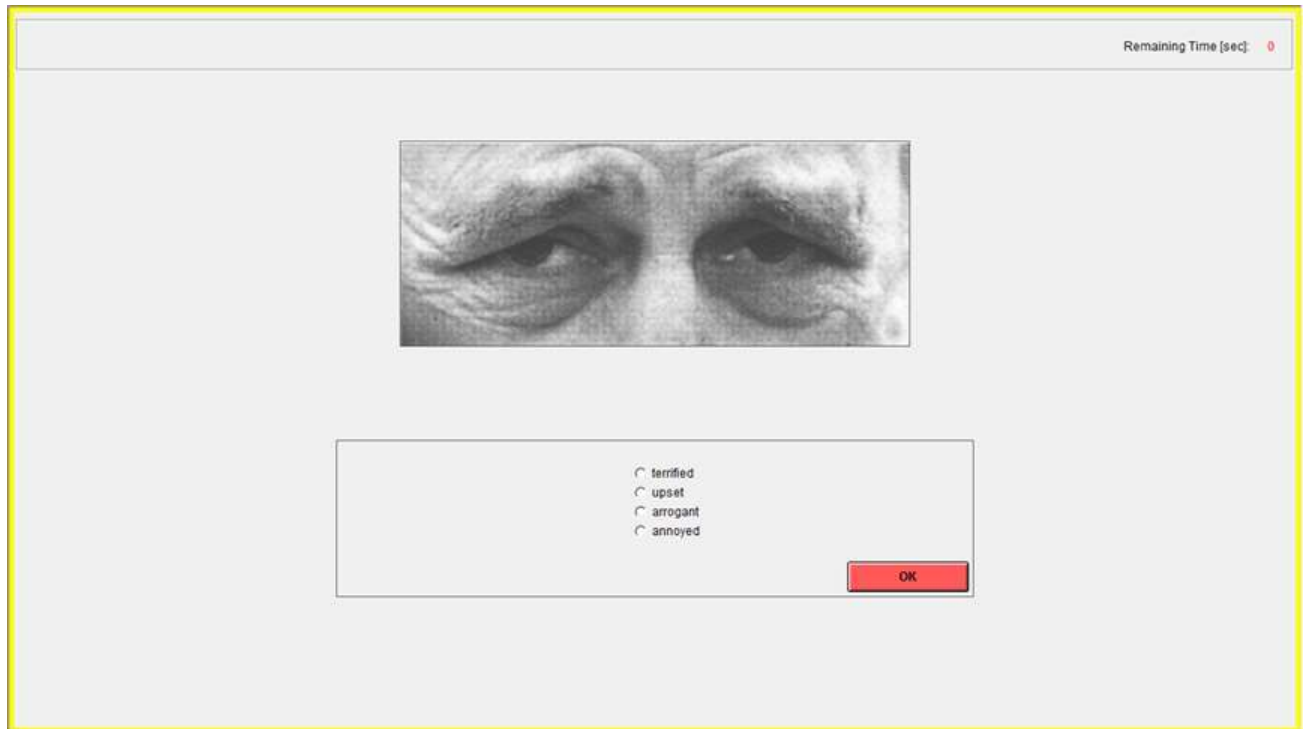 Remaining Time [sec]: 0
terrified
upset
arrogant
annoyed
OK